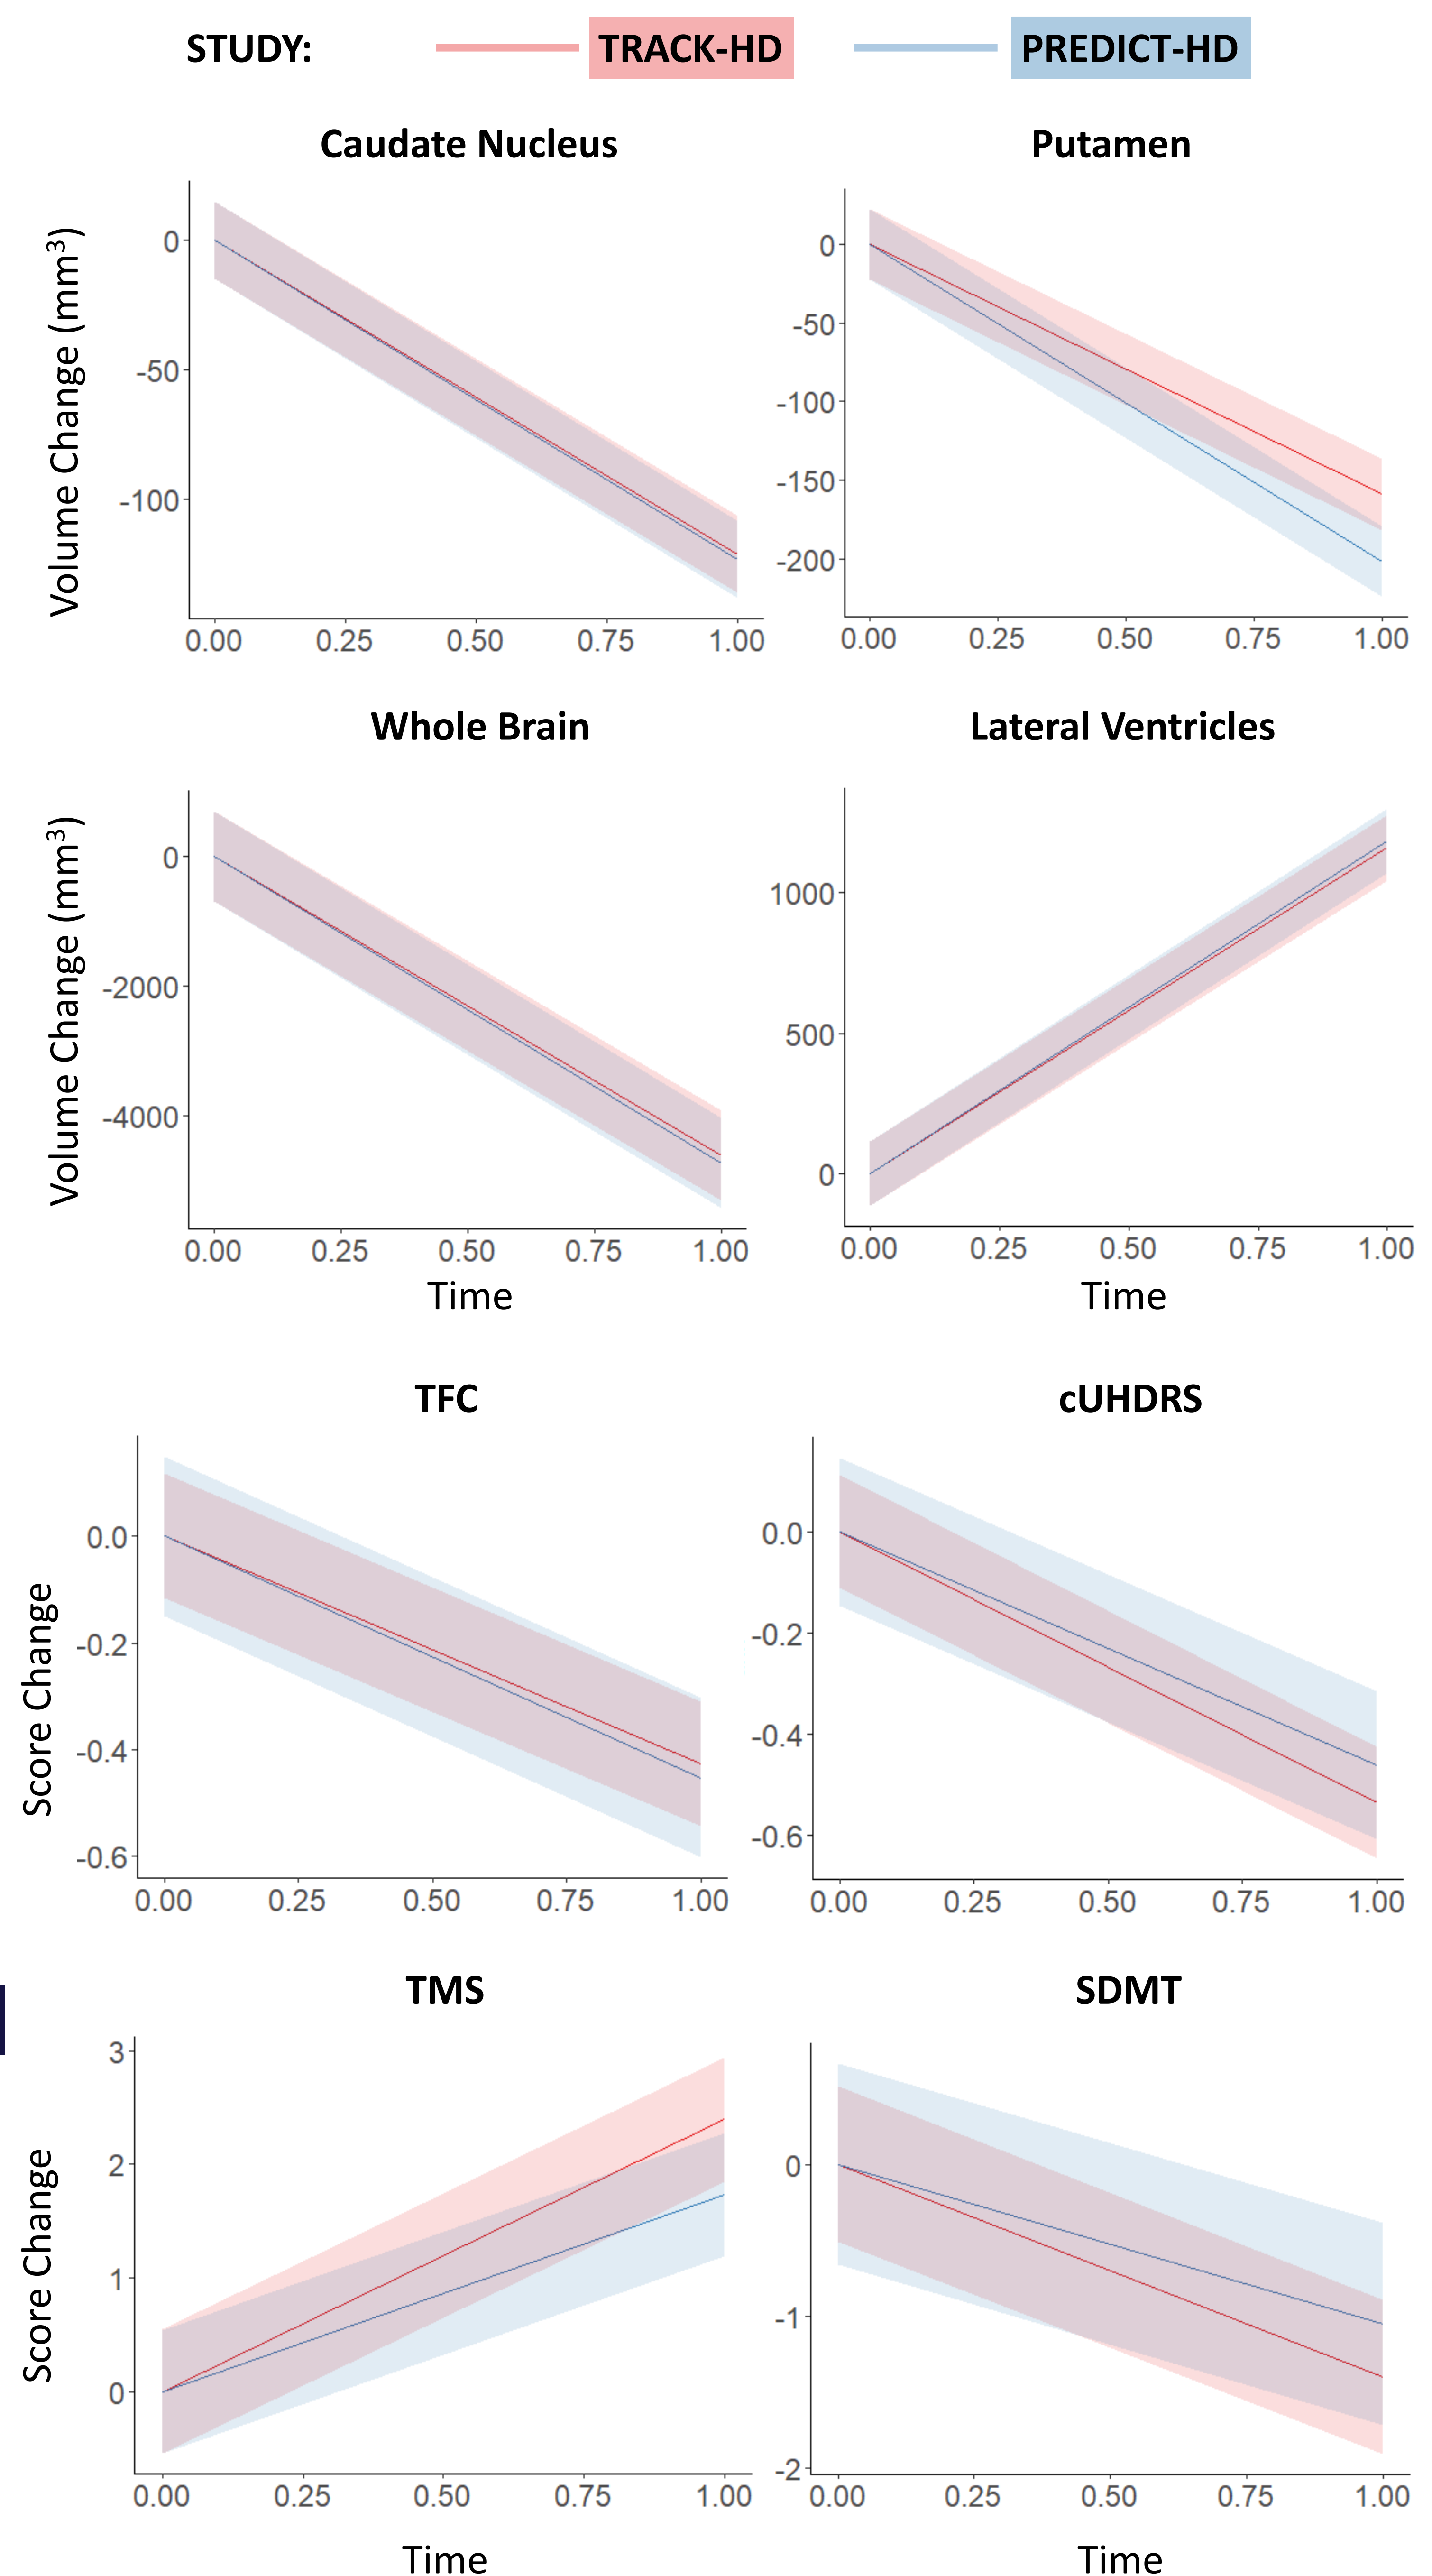 STUDY: TRACK-HD PREDICT-HD
Caudate Nucleus Putamen
Volume Change (mm³)
0
-50
-100
0.00 0.25 0.50 0.75 1.00
0
-50
-100
-150
-200
0.00 0.25 0.50 0.75 1.00
Whole Brain Lateral Ventricles
Volume Change (mm³)
0
-2000
-4000
0.00 0.25 0.50 0.75 1.00
Time
1000
500
0
0.00 0.25 0.50 0.75 1.00
Time
TFC cUHDRS
Score Change
0.0
-0.2
-0.4
-0.6
0.00 0.25 0.50 0.75 1.00
0.0
-0.2
-0.4
-0.6
0.00 0.25 0.50 0.75 1.00
TMS SDMT
Score Change
3
2
1
0
0.00 0.25 0.50 0.75 1.00
Time
0
-1
-2
0.00 0.25 0.50 0.75 1.00
Time